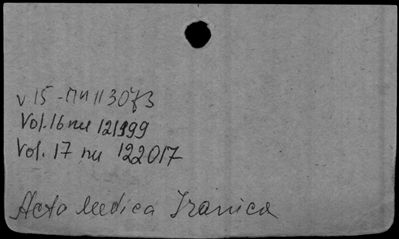 v. 15 - nu 113073
Vol. 16 nu 121999
Vol. 17 nu 122017
Acta Medica Iranica